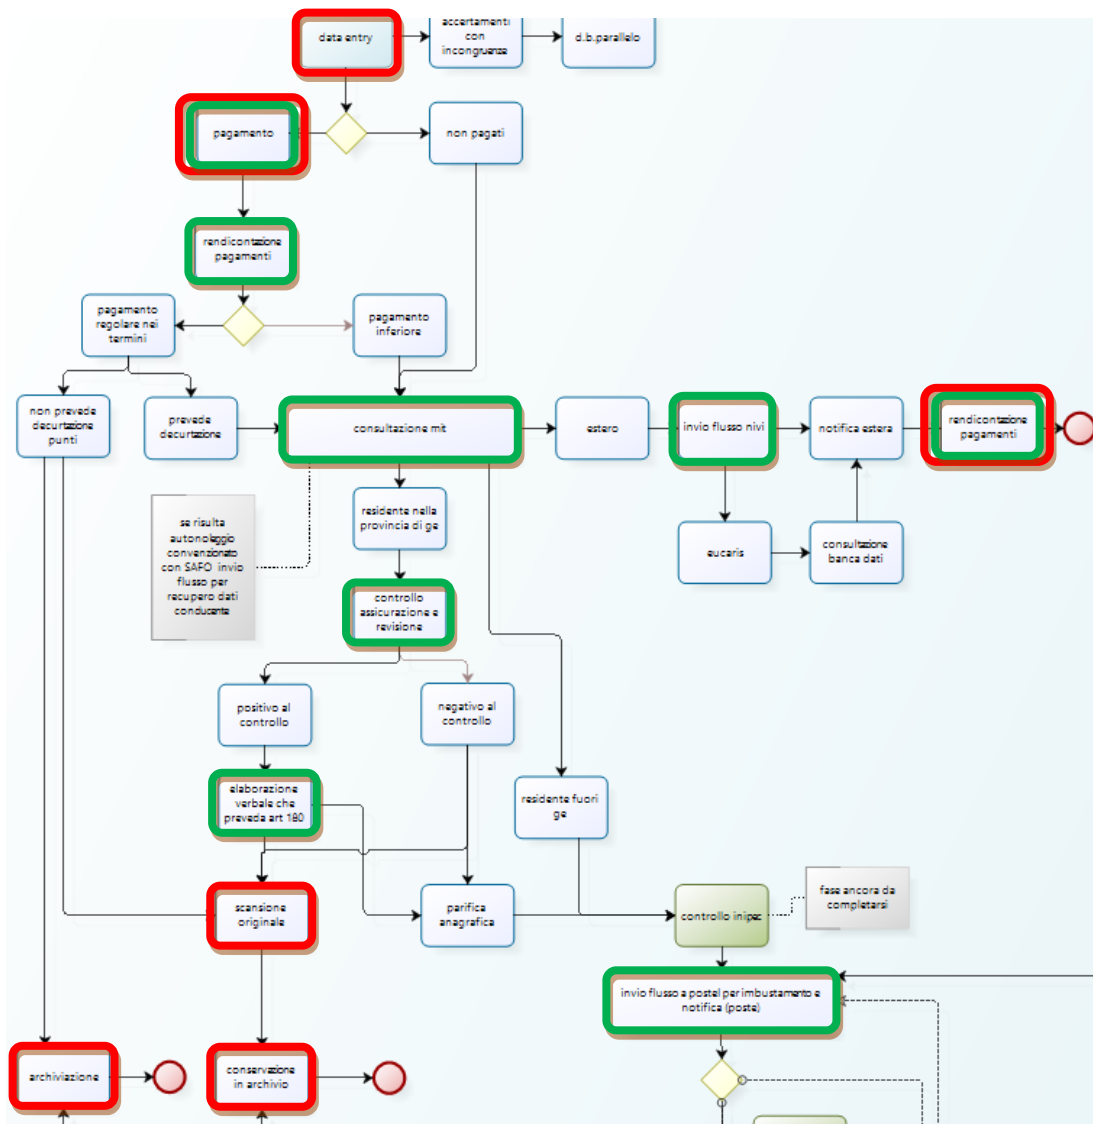 accertamenti
con
incongruenze
data entry
d.b.parallelo
pagamento
non pagati
rendicontazione
pagamenti
pagamento
regolare nei
termini
pagamento
inferiore
non prevede
decurtazione
punti
prevede
decurtazione
consultazione mit
estero
invio flusso nivi
notifica estera
rendicontazione
pagamenti
se risulta
autonoleggio
convenzionato
con SAFO invio
flusso per
recupero dati
conducente
residente nella
provincia di ge
eucaris
consultazione
banca dati
controllo
assicurazione e
revisione
positivo al
controllo
negativo al
controllo
elaborazione
verbale che
preveda art 180
residente fuori
ge
scansione
originale
parifica
anagrafica
controllo inipec
fase ancora da
completarsi
invio flusso a postel per imbustamento e
notifica (poste)
archiviazione
conservazione
in archivio